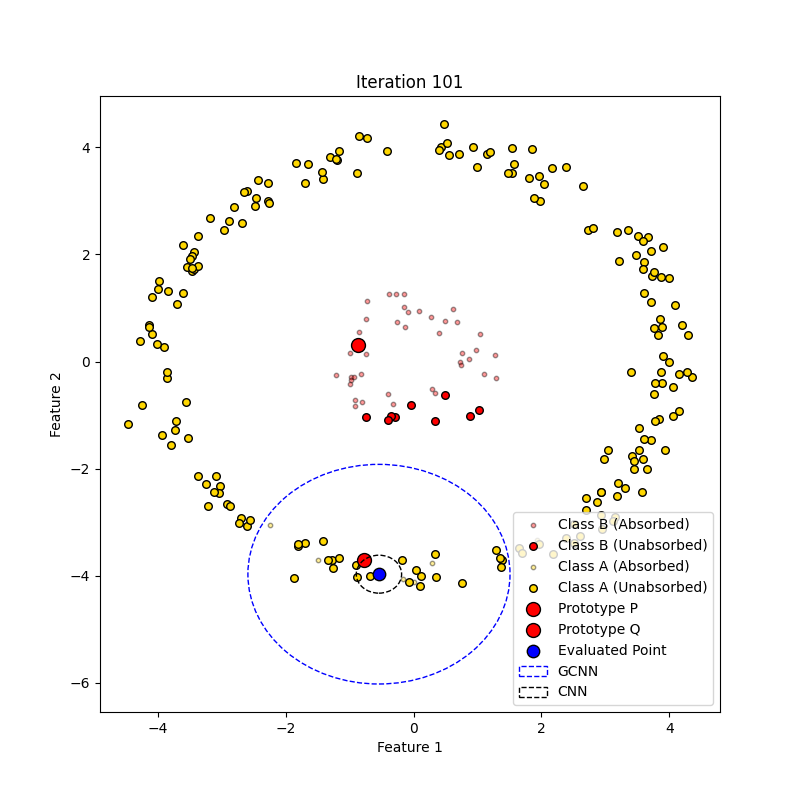 Iteration 101
Feature 2
4
2
0
−2
−4
−6
−4
−2
0
2
4
Feature 1
Class B (Absorbed)
Class B (Unabsorbed)
Class A (Absorbed)
Class A (Unabsorbed)
Prototype P
Prototype Q
Evaluated Point
GCNN
CNN